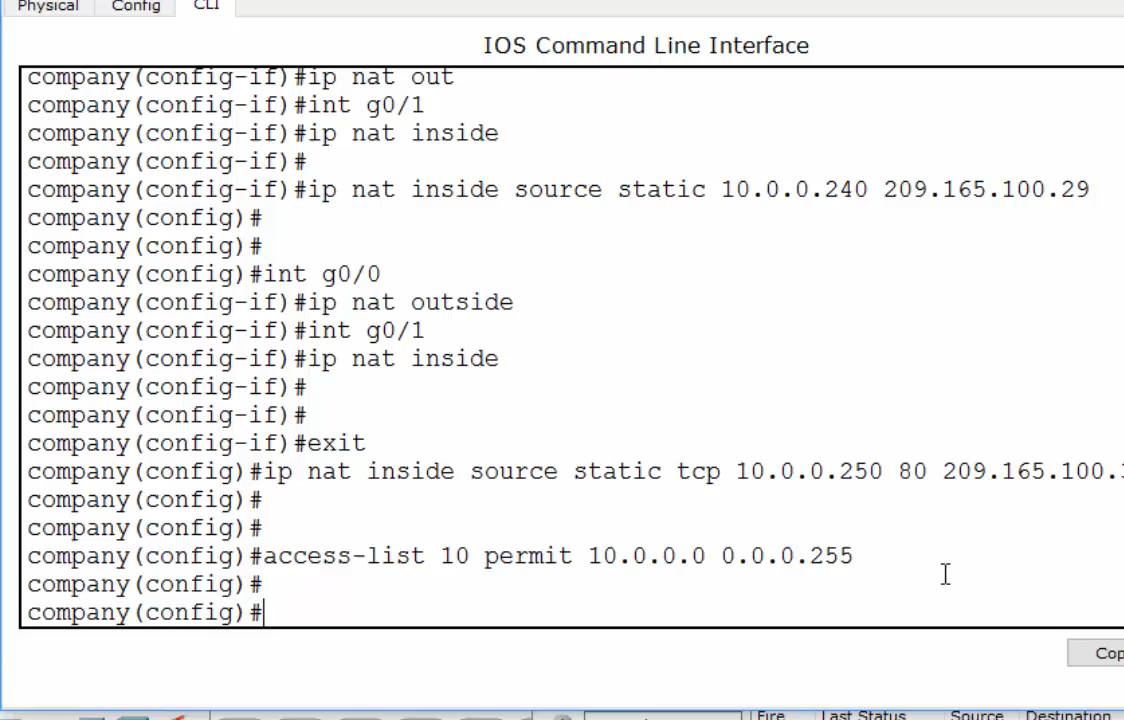 Physical Config CLI
IOS Command Line Interface
company(config-if)#ip nat out
company(config-if)#int g0/1
company(config-if)#ip nat inside
company(config-if)#
company(config-if)#ip nat inside source static 10.0.0.240 209.165.100.29
company(config)#
company(config)#
company(config)#int g0/0
company(config-if)#ip nat outside
company(config-if)#int g0/1
company(config-if)#ip nat inside
company(config-if)#
company(config-if)#
company(config-if)#exit
company(config)#ip nat inside source static tcp 10.0.0.250 80 209.165.100.
company(config)#
company(config)#
company(config)#access-list 10 permit 10.0.0.0 0.0.0.255
company(config)#
company(config)#
Cop
Fire Last Status Source Destination